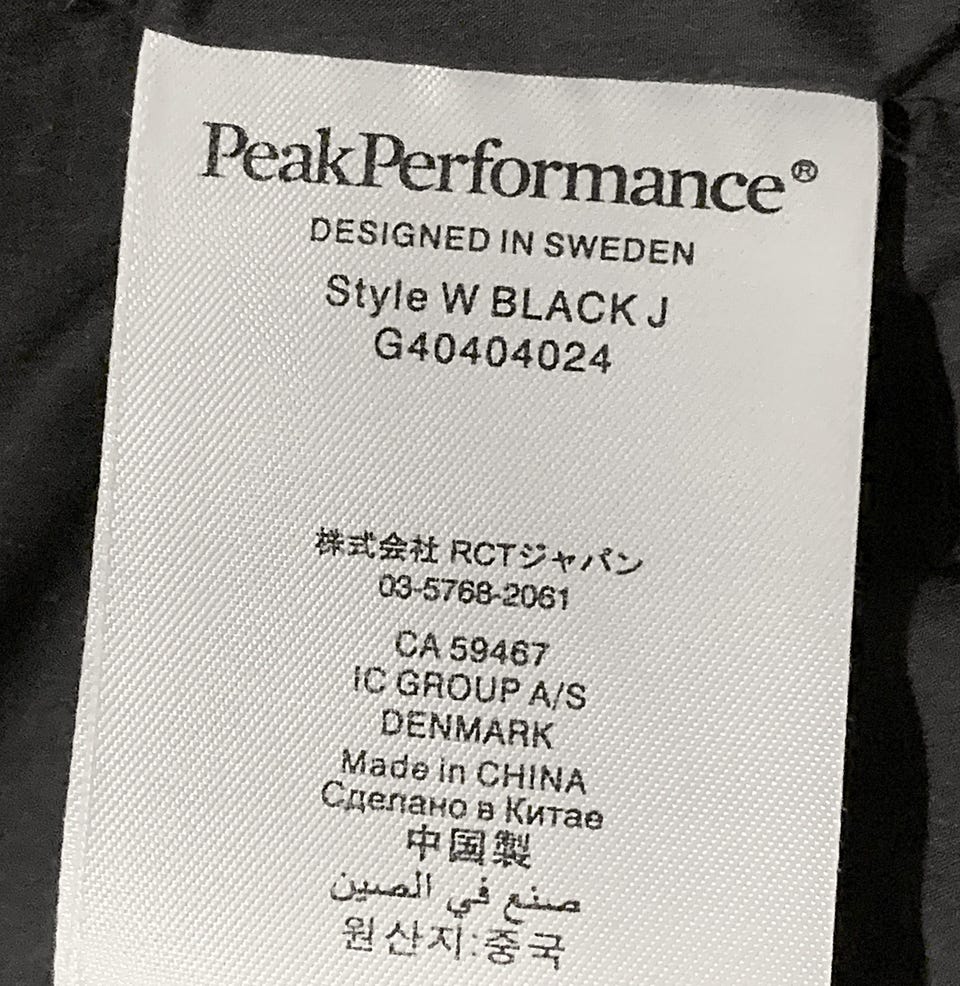 PeakPerformance®
DESIGNED IN SWEDEN
Style W BLACK J
G40404024
株式会社 RCTジャパン
03-5768-2061
CA 59467
IC GROUP A/S
DENMARK
Made in CHINA
Сделано в Китае
中国製
صنع في الصين
원산지:중국